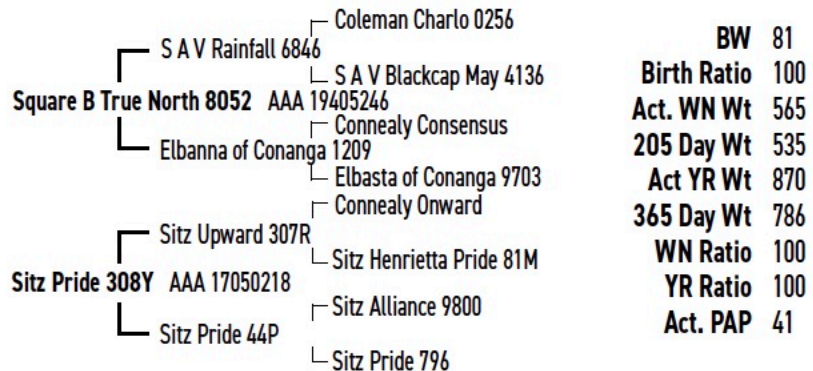 Coleman Charlo 0256
S A V Rainfall 6846
S A V Blackcap May 4136
Square B True North 8052 AAA 19405246
Connealy Consensus
Elbanna of Conanga 1209
Elbasta of Conanga 9703
Connealy Onward
Sitz Upward 307R
Sitz Henrietta Pride 81M
Sitz Pride 308Y AAA 17050218
Sitz Alliance 9800
Sitz Pride 44P
Sitz Pride 796
BW 81
Birth Ratio 100
Act. WN Wt 565
205 Day Wt 535
Act YR Wt 870
365 Day Wt 786
WN Ratio 100
YR Ratio 100
Act. PAP 41